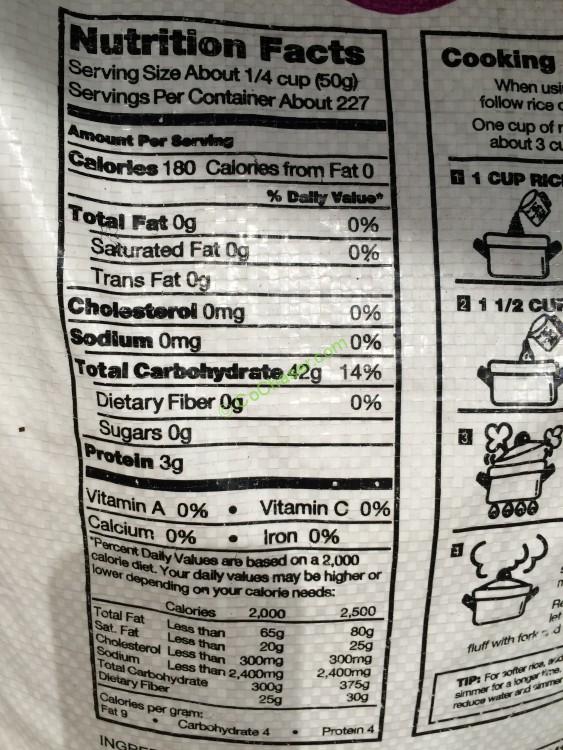 Nutrition Facts
Serving Size About 1/4 cup (50g)
Servings Per Container About 227
Amount Per Serving
Calories 180 Calories from Fat 0
% Daily Value*
Total Fat 0g 0%
Saturated Fat 0g 0%
Trans Fat 0g
Cholesterol 0mg 0%
Sodium 0mg 0%
Total Carbohydrate 42g 14%
Dietary Fiber 0g 0%
Sugars 0g
Protein 3g
Vitamin A 0% • Vitamin C 0%
Calcium 0% • Iron 0%
*Percent Daily Values are based on a 2,000
calorie diet. Your daily values may be higher or
lower depending on your calorie needs:
Calories 2,000 2,500
Total Fat Less than 65g 80g
Sat. Fat Less than 20g 25g
Cholesterol Less than 300mg 300mg
Sodium Less than 2,400mg 2,400mg
Total Carbohydrate 300g 375g
Dietary Fiber 25g 30g
Calories per gram:
Fat 9 • Carbohydrate 4 • Protein 4
Cooking
When
follow rice
One cup of
about 3
1 1 CUP
2 1 1/2
3
4
fluff with fork
TIP: For softer rice,
simmer for a longer time,
reduce water and simmer